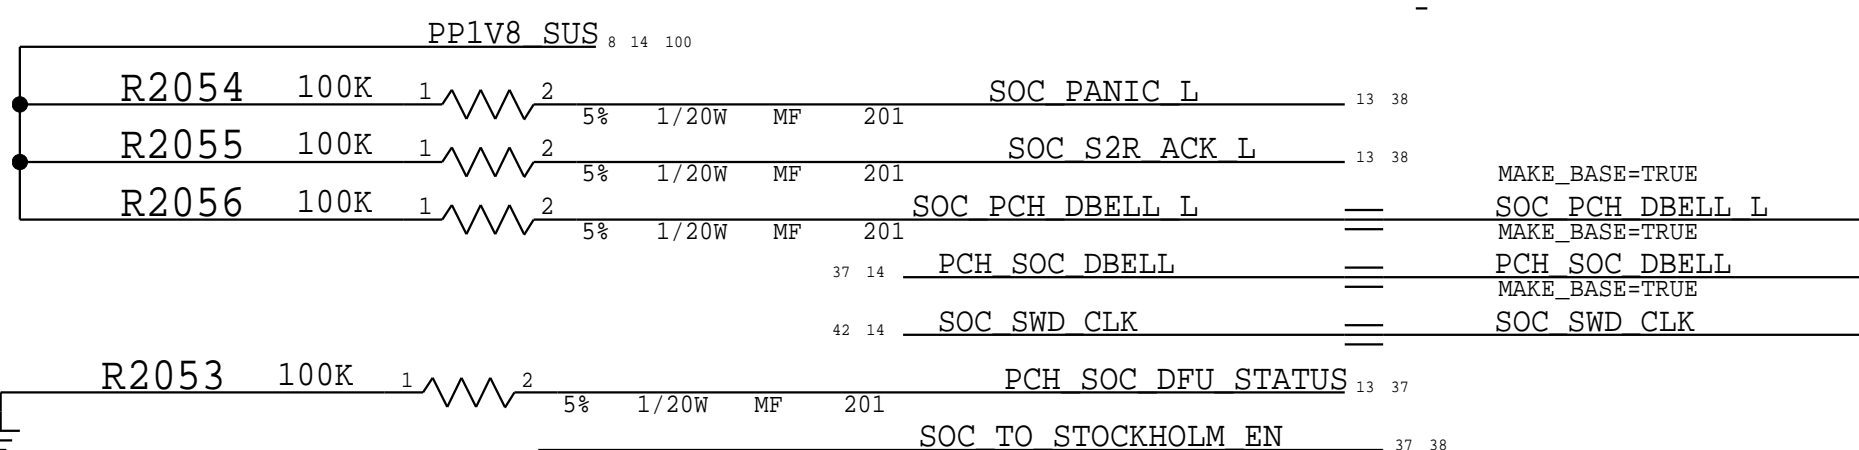 PP1V8_SUS 8 14 100
R2054 100K 1 2 SOC_PANIC_L 13 38
5% 1/20W MF 201
R2055 100K 1 2 SOC_S2R_ACK_L 13 38
5% 1/20W MF 201 MAKE_BASE=TRUE
R2056 100K 1 2 SOC_PCH_DBELL_L SOC_PCH_DBELL_L
5% 1/20W MF 201 MAKE_BASE=TRUE
37 14 PCH_SOC_DBELL PCH_SOC_DBELL
MAKE_BASE=TRUE
42 14 SOC_SWD_CLK SOC_SWD_CLK
R2053 100K 1 2 PCH_SOC_DFU_STATUS 13 37
5% 1/20W MF 201
SOC_TO_STOCKHOLM_EN 37 38